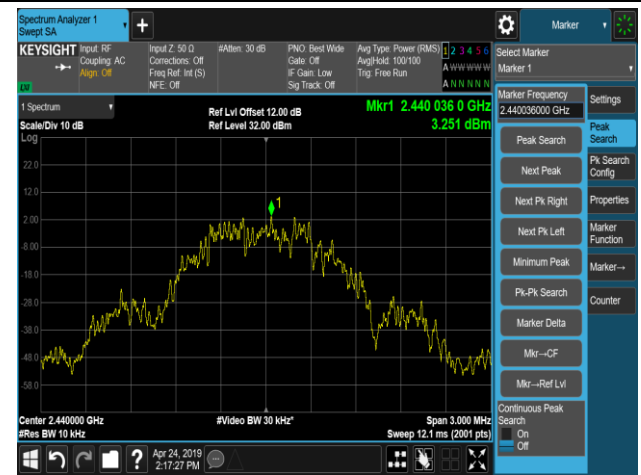 Spectrum Analyzer 1
Swept SA
Marker
KEYSIGHT
Input: RF
Coupling: AC
Align: Off
Input Z: 50 Ω
Corrections: Off
Freq Ref: Int (S)
NFE: Off
#Atten: 30 dB
PNO: Best Wide
Gate: Off
IF Gain: Low
Sig Track: Off
Avg Type: Power (RMS)
Avg|Hold: 100/100
Trig: Free Run
1 2 3 4 5 6
A W W W W W
A N N N N N
Select Marker
Marker 1
LXI
1 Spectrum
Scale/Div 10 dB
Log
Ref Lvl Offset 12.00 dB
Ref Level 32.00 dBm
Mkr1 2.440 036 0 GHz
3.251 dBm
22.0
12.0
2.00
-8.00
-18.0
-28.0
-38.0
-48.0
-58.0
1
Center 2.440000 GHz
#Res BW 10 kHz
#Video BW 30 kHz*
Span 3.000 MHz
Sweep 12.1 ms (2001 pts)
Marker Frequency
2.440036000 GHz
Peak Search
Next Peak
Next Pk Right
Next Pk Left
Minimum Peak
Pk-Pk Search
Marker Delta
Mkr→CF
Mkr→Ref Lvl
Continuous Peak
Search
On
Off
Settings
Peak
Search
Pk Search
Config
Properties
Marker
Function
Marker→
Counter
Apr 24, 2019
2:17:27 PM